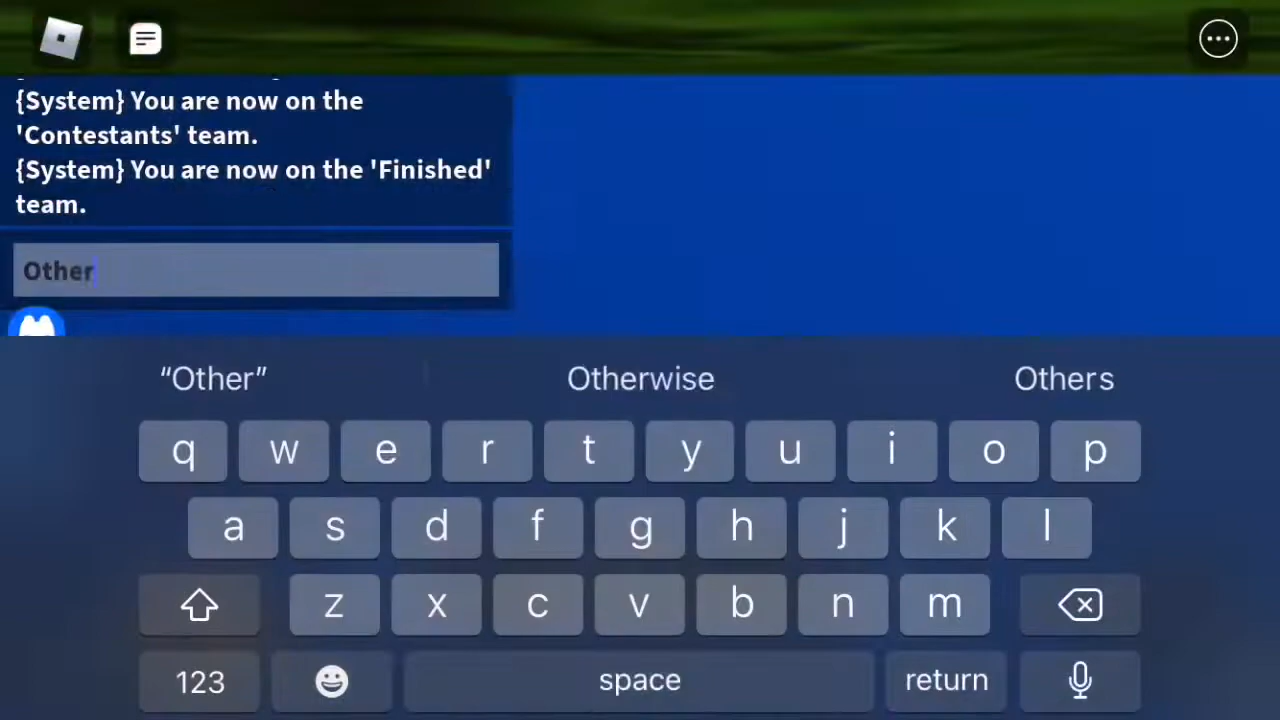 {System} You are now on the
'Contestants' team.
{System} You are now on the 'Finished'
team.
Other
“Other” Otherwise Others
q w e r t y u i o p
a s d f g h j k l
z x c v b n m
123 space return